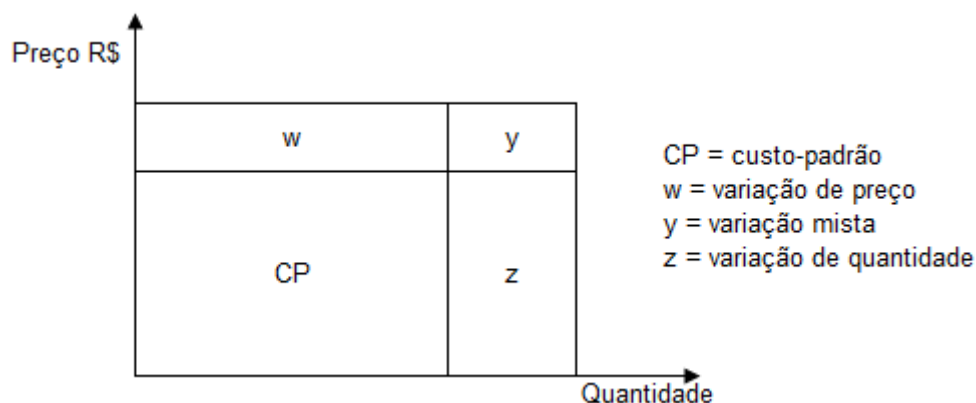 Preço R$
w
y
CP
z
CP = custo-padrão
w = variação de preço
y = variação mista
z = variação de quantidade
Quantidade